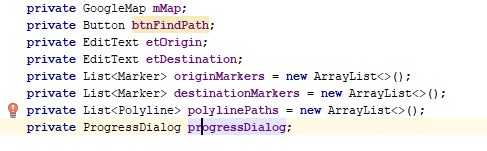 private GoogleMap mMap;
private Button btnFindPath;
private EditText etOrigin;
private EditText etDestination;
private List<Marker> originMarkers = new ArrayList<>();
private List<Marker> destinationMarkers = new ArrayList<>();
private List<Polyline> polylinePaths = new ArrayList<>();
private ProgressDialog progressDialog;